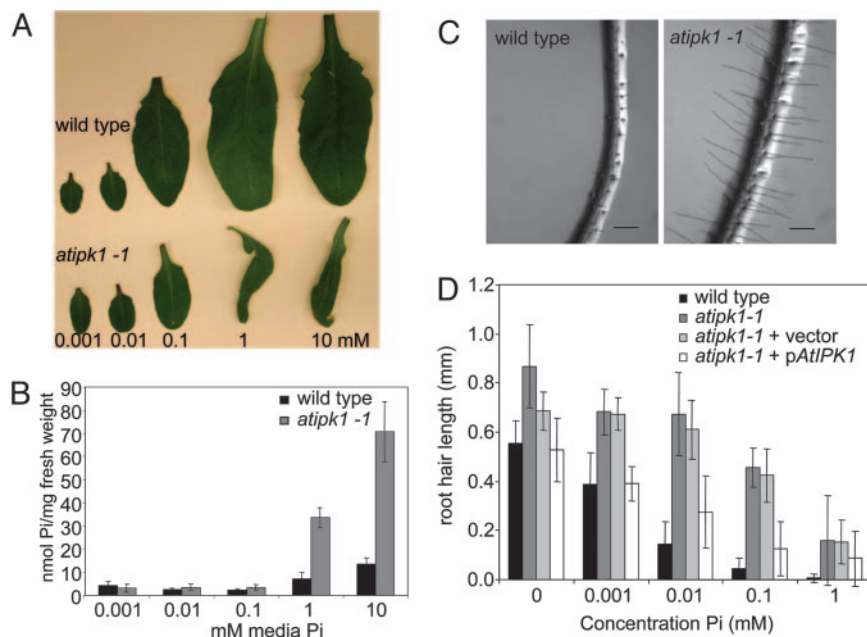 A
wild type
atipk1 -1
0.001 0.01 0.1 1 10 mM
B
nmol Pi/mg fresh weight
90
80
70
60
50
40
30
20
10
0
wild type
atipk1 -1
0.001 0.01 0.1 1 10
mM media Pi
C
wild type
atipk1 -1
D
root hair length (mm)
1.2
1.0
0.8
0.6
0.4
0.2
0.0
wild type
atipk1-1
atipk1-1 + vector
atipk1-1 + pAtIPK1
0 0.001 0.01 0.1 1
Concentration Pi (mM)